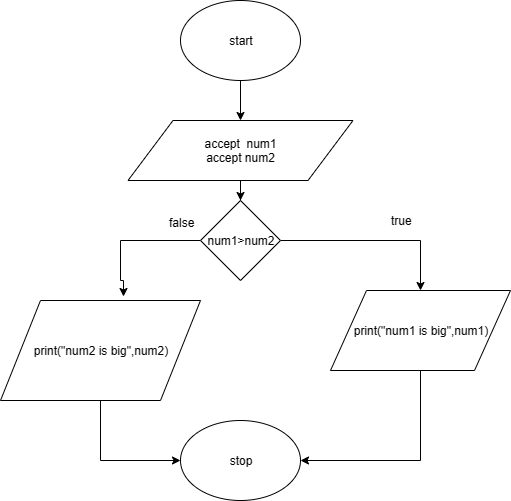 start
accept  num1
accept num2
false
true
num1>num2
print("num2 is big",num2)
print("num1 is big",num1)
stop